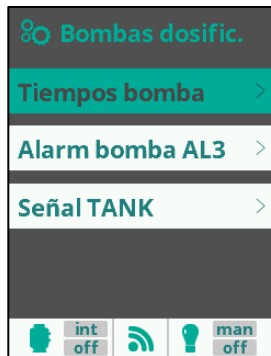 Bombas dosific.
Tiempos bomba
Alarm bomba AL3
Señal TANK
int man
off off